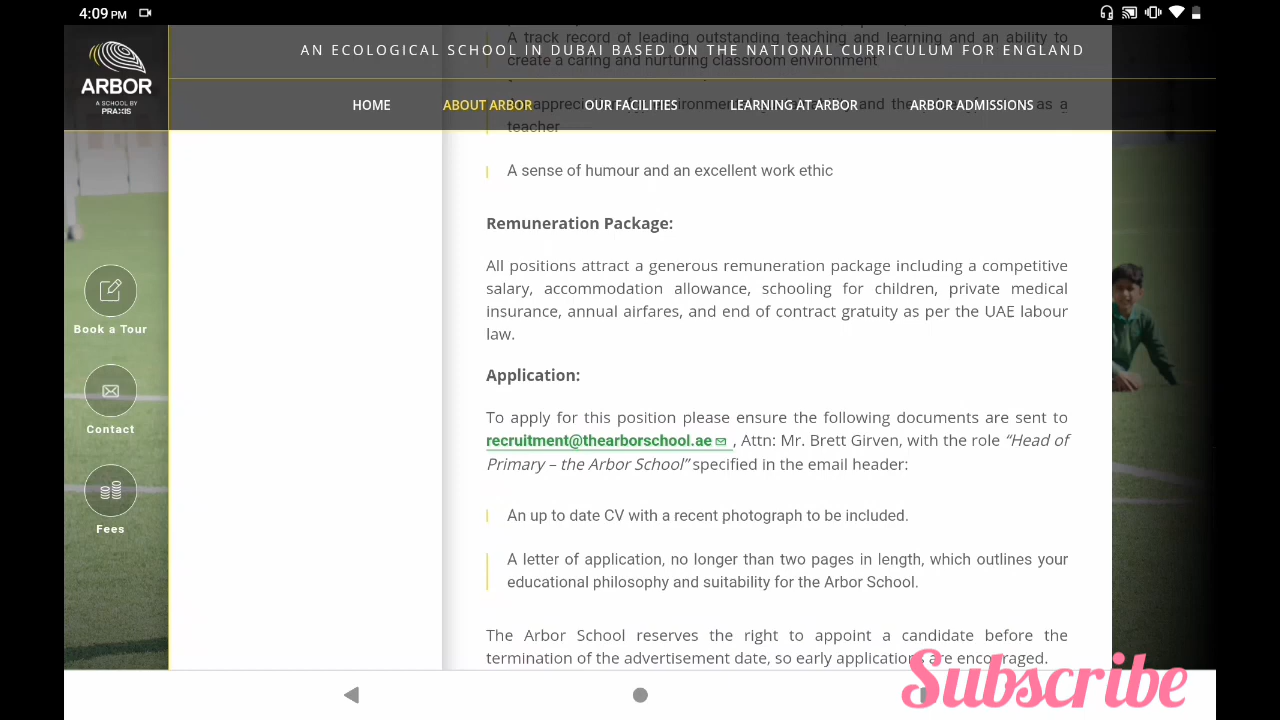 4:09 PM
ARBOR
A SCHOOL BY
PRAXIS
AN ECOLOGICAL SCHOOL IN DUBAI BASED ON THE NATIONAL CURRICULUM FOR ENGLAND
HOME
ABOUT ARBOR
OUR FACILITIES
LEARNING AT ARBOR
ARBOR ADMISSIONS
A track record of leading outstanding teaching and learning and an ability to
create a caring and nurturing classroom environment
as a
teacher
A sense of humour and an excellent work ethic
Remuneration Package:
All positions attract a generous remuneration package including a competitive
salary, accommodation allowance, schooling for children, private medical
insurance, annual airfares, and end of contract gratuity as per the UAE labour
law.
Application:
To apply for this position please ensure the following documents are sent to
recruitment@thearborschool.ae , Attn: Mr. Brett Girven, with the role “Head of
Primary – the Arbor School” specified in the email header:
An up to date CV with a recent photograph to be included.
A letter of application, no longer than two pages in length, which outlines your
educational philosophy and suitability for the Arbor School.
The Arbor School reserves the right to appoint a candidate before the
termination of the advertisement date, so early applications are encouraged.
Book a Tour
Contact
Fees
Subscribe